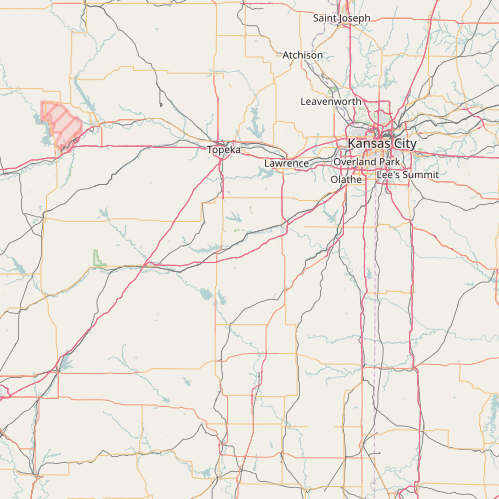 Saint Joseph
Atchison
Leavenworth
Kansas City
Topeka
Lawrence
Overland Park
Lee's Summit
Olathe